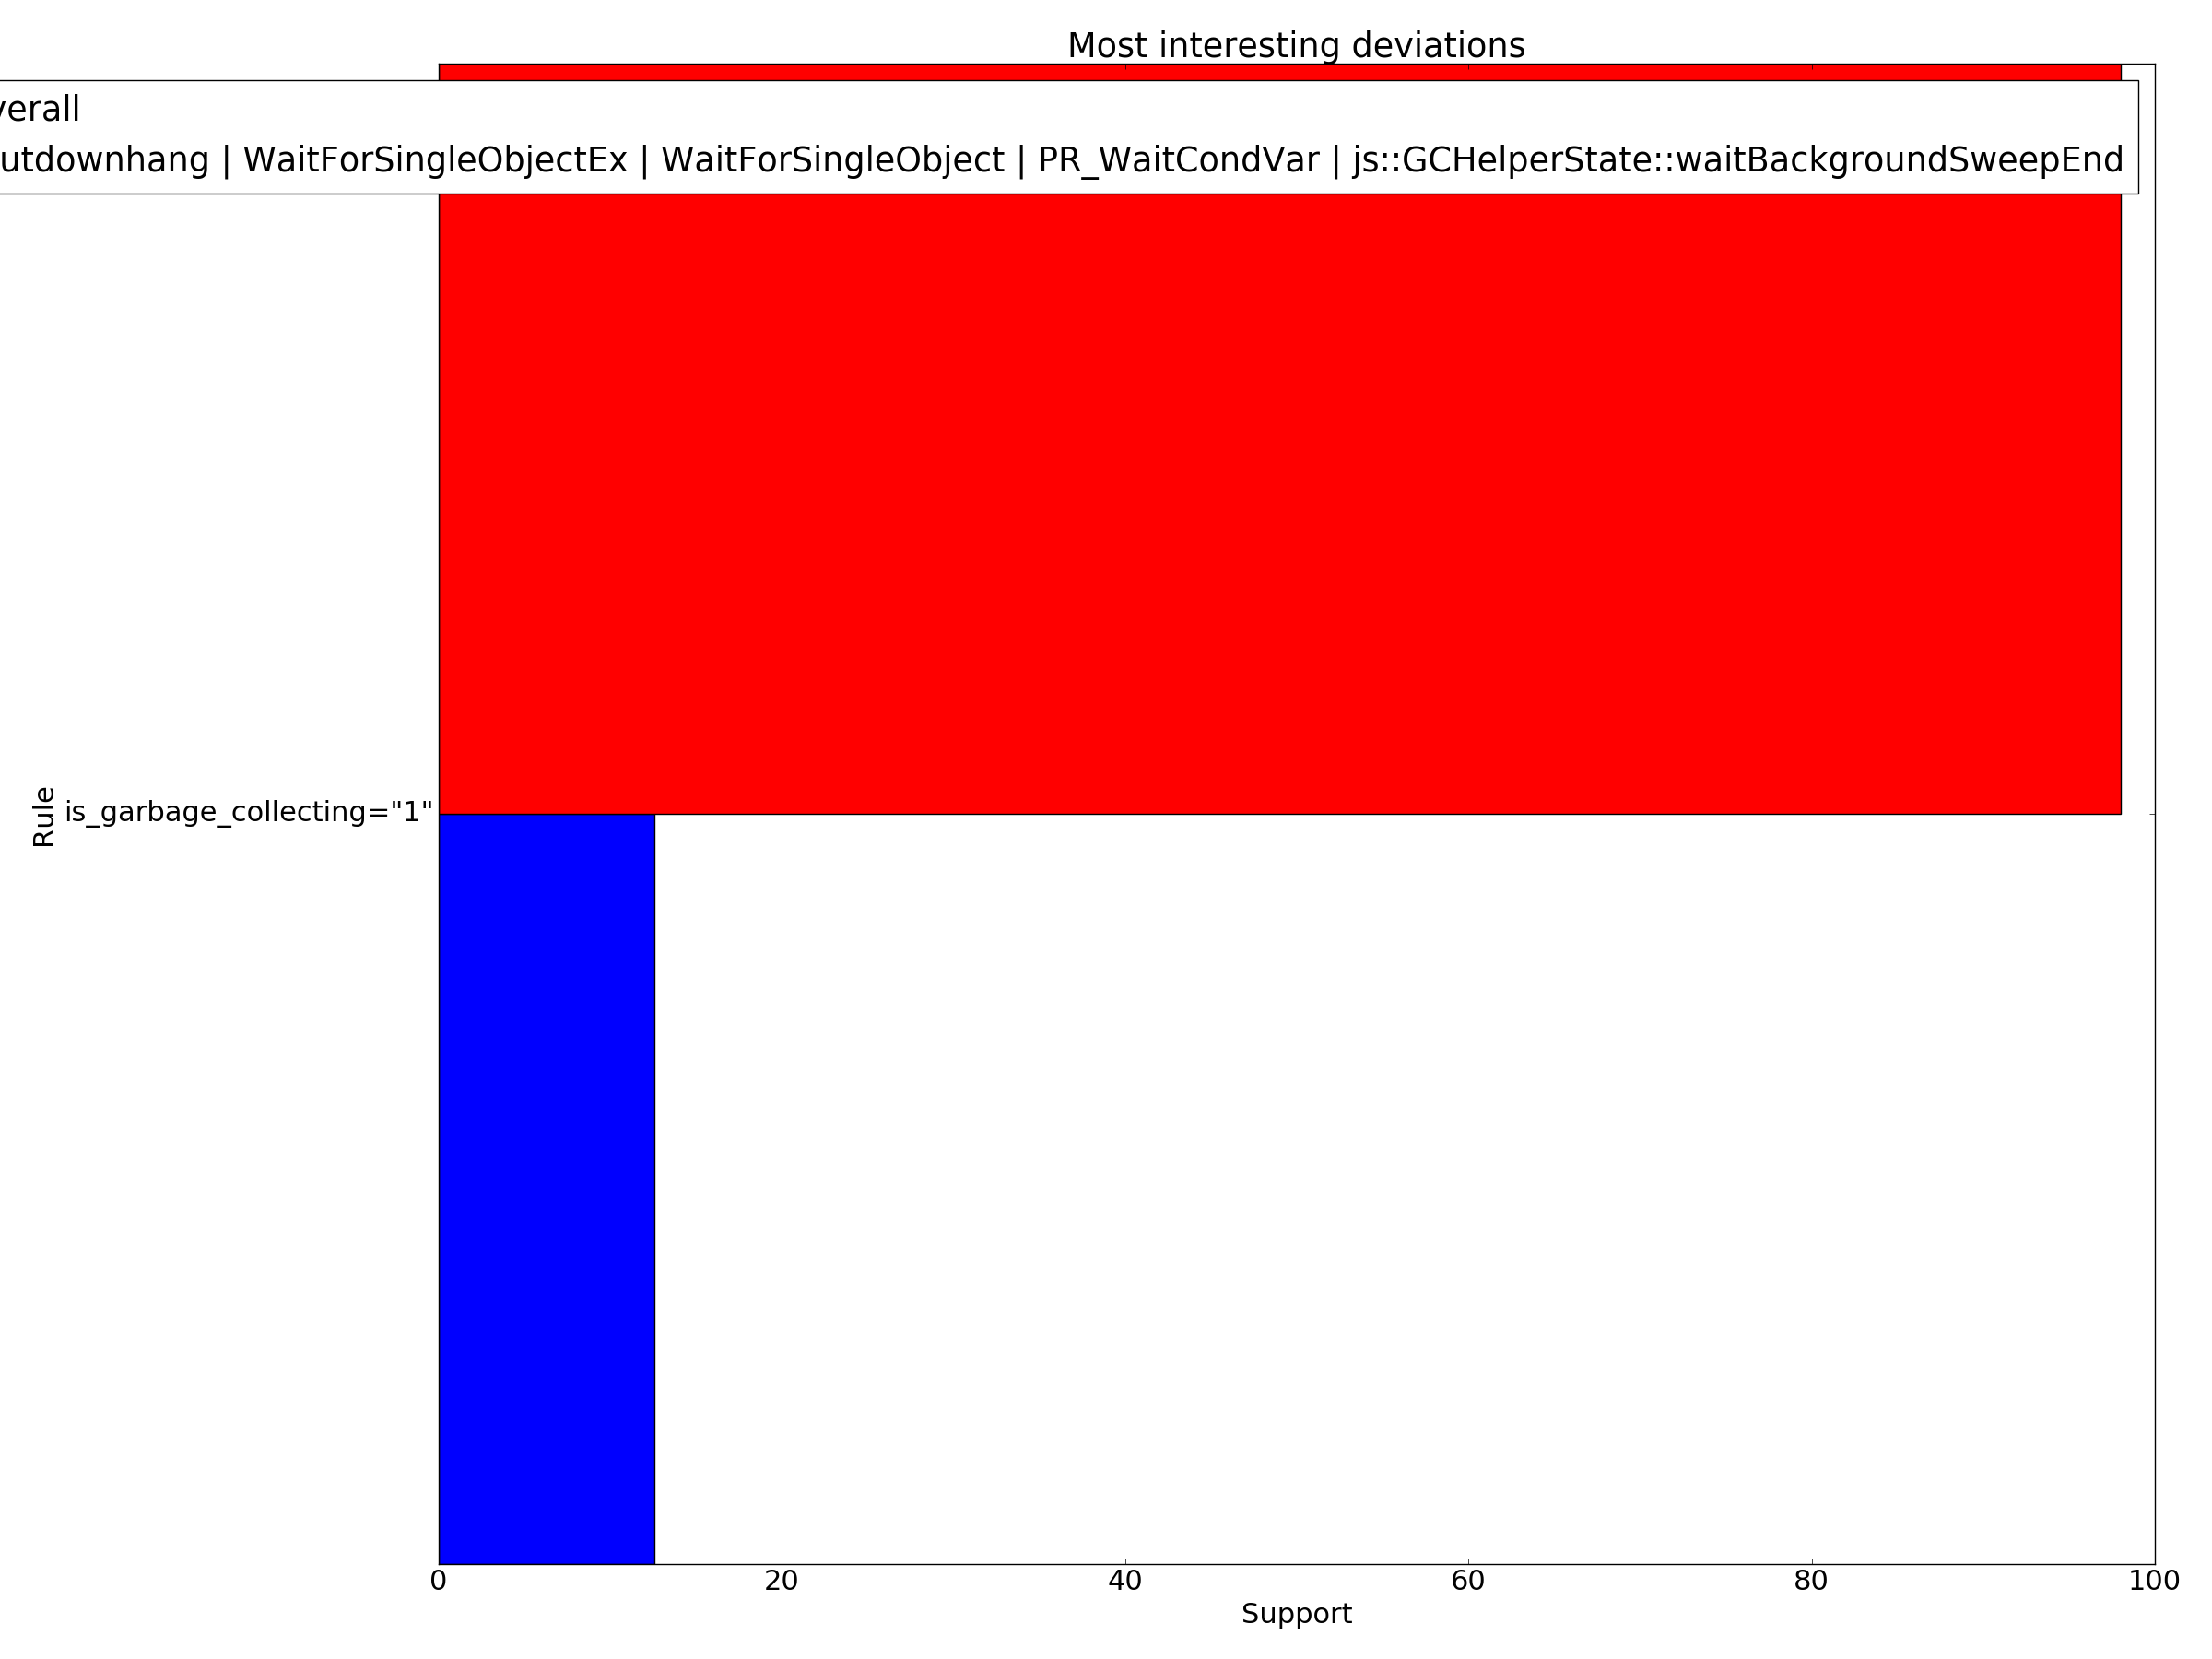 Most interesting deviations
verall
utdownhang | WaitForSingleObjectEx | WaitForSingleObject | PR_WaitCondVar | js::GCHelperState::waitBackgroundSweepEnd
Rule
is_garbage_collecting="1"
0 20 40 60 80 100
Support